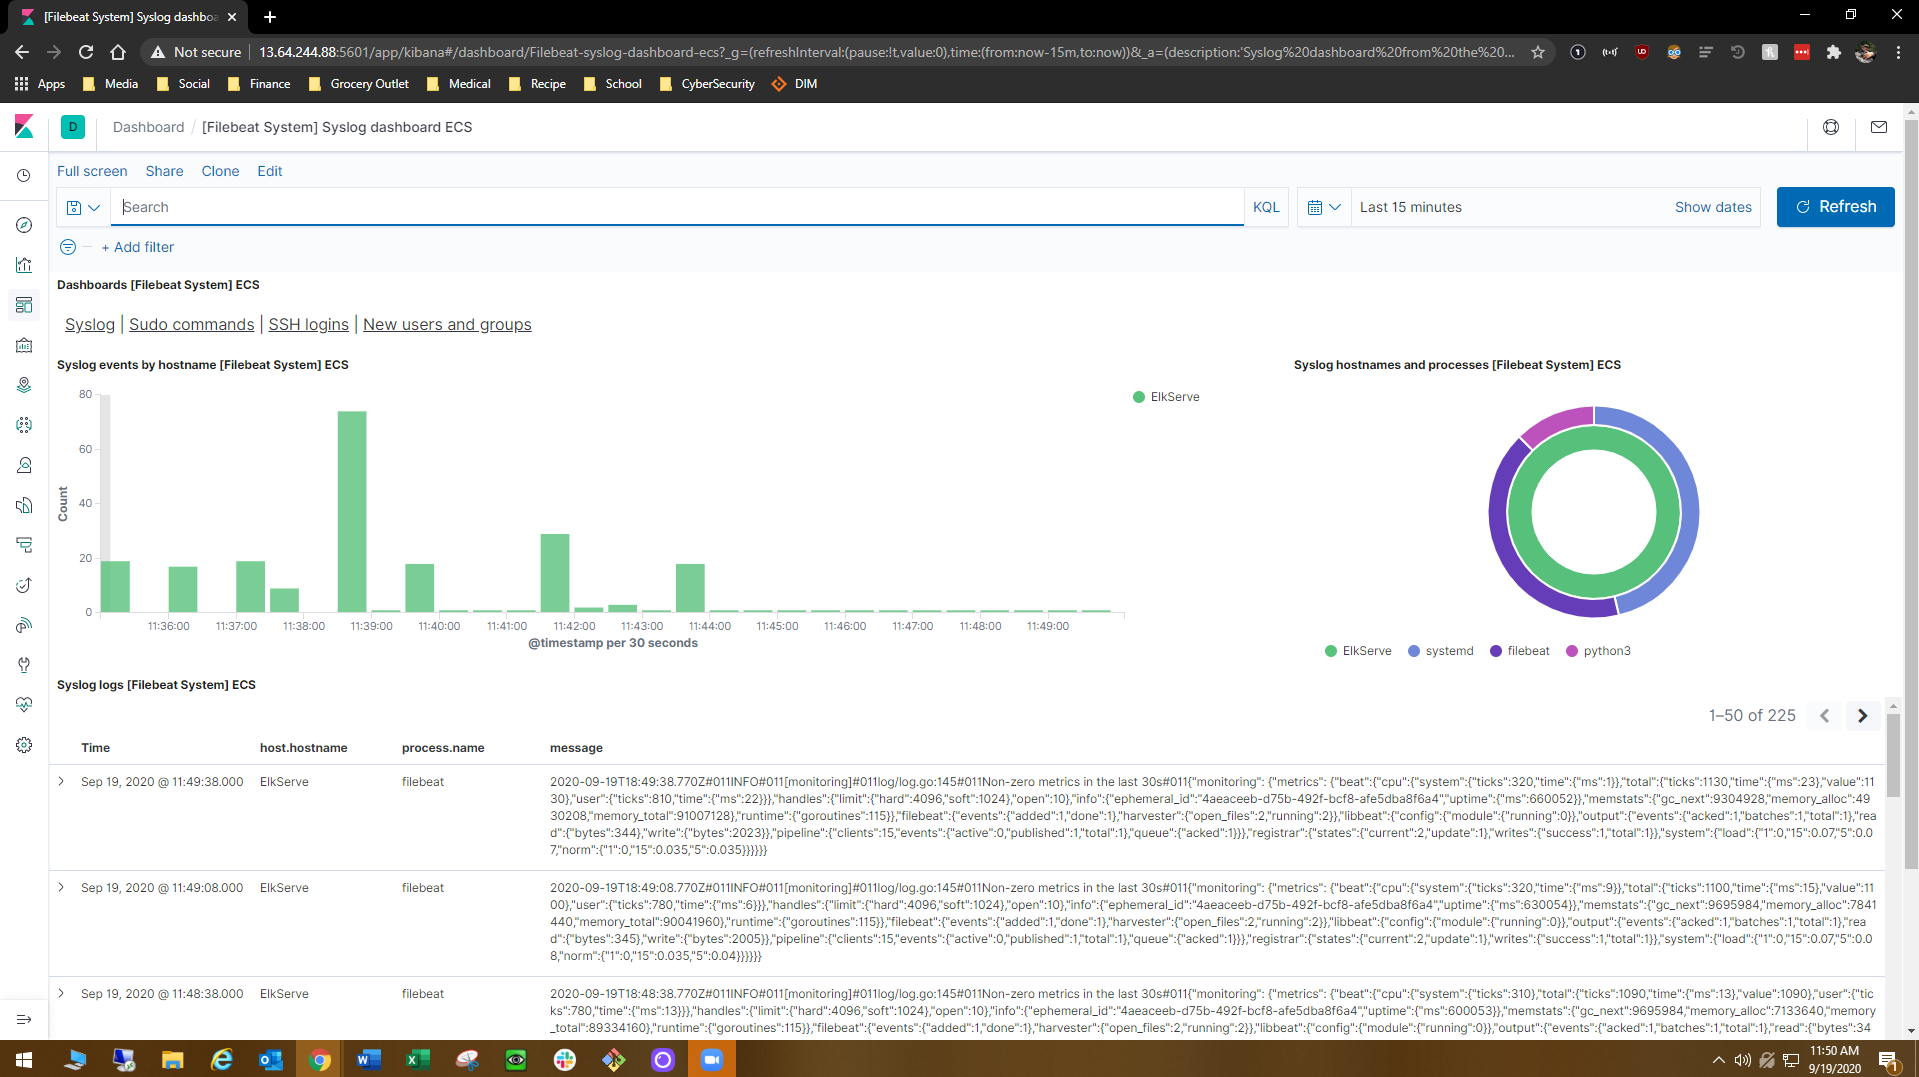 [Filebeat System] Syslog dashboa
Not secure
13.64.244.88:5601/app/kibana#/dashboard/Filebeat-syslog-dashboard-ecs?_g=(refreshInterval:(pause:!t,value:0),time:(from:now-15m,to:now))&_a=(description:'Syslog%20dashboard%20from%20the%20...
Apps
Media
Social
Finance
Grocery Outlet
Medical
Recipe
School
CyberSecurity
DIM
D
Dashboard / [Filebeat System] Syslog dashboard ECS
Full screen
Share
Clone
Edit
Search
KQL
Last 15 minutes
Show dates
Refresh
+ Add filter
Dashboards [Filebeat System] ECS
Syslog | Sudo commands | SSH logins | New users and groups
Syslog events by hostname [Filebeat System] ECS
80
60
40
20
0
Count
11:36:00
11:37:00
11:38:00
11:39:00
11:40:00
11:41:00
11:42:00
11:43:00
11:44:00
11:45:00
11:46:00
11:47:00
11:48:00
11:49:00
@timestamp per 30 seconds
ElkServe
Syslog hostnames and processes [Filebeat System] ECS
ElkServe
systemd
filebeat
python3
Syslog logs [Filebeat System] ECS
1–50 of 225
Time
host.hostname
process.name
message
Sep 19, 2020 @ 11:49:38.000
ElkServe
filebeat
2020-09-19T18:49:38.770Z#011INFO#011[monitoring]#011log/log.go:145#011Non-zero metrics in the last 30s#011{"monitoring": {"metrics": {"beat":{"cpu":{"system":{"ticks":320,"time":{"ms":1}},"total":{"ticks":1130,"time":{"ms":23},"value":11
30},"user":{"ticks":810,"time":{"ms":22}}},"handles":{"limit":{"hard":4096,"soft":1024},"open":10},"info":{"ephemeral_id":"4aeaceeb-d75b-492f-bcf8-afe5dba8f6a4","uptime":{"ms":660052}},"memstats":{"gc_next":9304928,"memory_alloc":49
30208,"memory_total":91007128},"runtime":{"goroutines":115}},"filebeat":{"events":{"added":1,"done":1},"harvester":{"open_files":2,"running":2}},"libbeat":{"config":{"module":{"running":0}},"output":{"events":{"acked":1,"batches":1,"total":1},"rea
d":{"bytes":344},"write":{"bytes":2023}},"pipeline":{"clients":15,"events":{"active":0,"published":1,"total":1},"queue":{"acked":1}}},"registrar":{"states":{"current":2,"update":1},"writes":{"success":1,"total":1}},"system":{"load":{"1":0,"15":0.07,"5":0.0
7,"norm":{"1":0,"15":0.035,"5":0.035}}}}}}
Sep 19, 2020 @ 11:49:08.000
ElkServe
filebeat
2020-09-19T18:49:08.770Z#011INFO#011[monitoring]#011log/log.go:145#011Non-zero metrics in the last 30s#011{"monitoring": {"metrics": {"beat":{"cpu":{"system":{"ticks":320,"time":{"ms":9}},"total":{"ticks":1100,"time":{"ms":15},"value":11
00},"user":{"ticks":780,"time":{"ms":6}}},"handles":{"limit":{"hard":4096,"soft":1024},"open":10},"info":{"ephemeral_id":"4aeaceeb-d75b-492f-bcf8-afe5dba8f6a4","uptime":{"ms":630054}},"memstats":{"gc_next":9695984,"memory_alloc":7841
440,"memory_total":90041960},"runtime":{"goroutines":115}},"filebeat":{"events":{"added":1,"done":1},"harvester":{"open_files":2,"running":2}},"libbeat":{"config":{"module":{"running":0}},"output":{"events":{"acked":1,"batches":1,"total":1},"rea
d":{"bytes":345},"write":{"bytes":2005}},"pipeline":{"clients":15,"events":{"active":0,"published":1,"total":1},"queue":{"acked":1}}},"registrar":{"states":{"current":2,"update":1},"writes":{"success":1,"total":1}},"system":{"load":{"1":0,"15":0.07,"5":0.0
8,"norm":{"1":0,"15":0.035,"5":0.04}}}}}}
Sep 19, 2020 @ 11:48:38.000
ElkServe
filebeat
2020-09-19T18:48:38.770Z#011INFO#011[monitoring]#011log/log.go:145#011Non-zero metrics in the last 30s#011{"monitoring": {"metrics": {"beat":{"cpu":{"system":{"ticks":310},"total":{"ticks":1090,"time":{"ms":13},"value":1090},"user":{"tic
ks":780,"time":{"ms":13}}},"handles":{"limit":{"hard":4096,"soft":1024},"open":10},"info":{"ephemeral_id":"4aeaceeb-d75b-492f-bcf8-afe5dba8f6a4","uptime":{"ms":600053}},"memstats":{"gc_next":9695984,"memory_alloc":7133640,"memory
_total":89334160},"runtime":{"goroutines":115}},"filebeat":{"events":{"added":1,"done":1},"harvester":{"open_files":2,"running":2}},"libbeat":{"config":{"module":{"running":0}},"output":{"events":{"acked":1,"batches":1,"total":1},"read":{"bytes":34
11:50 AM
9/19/2020
1